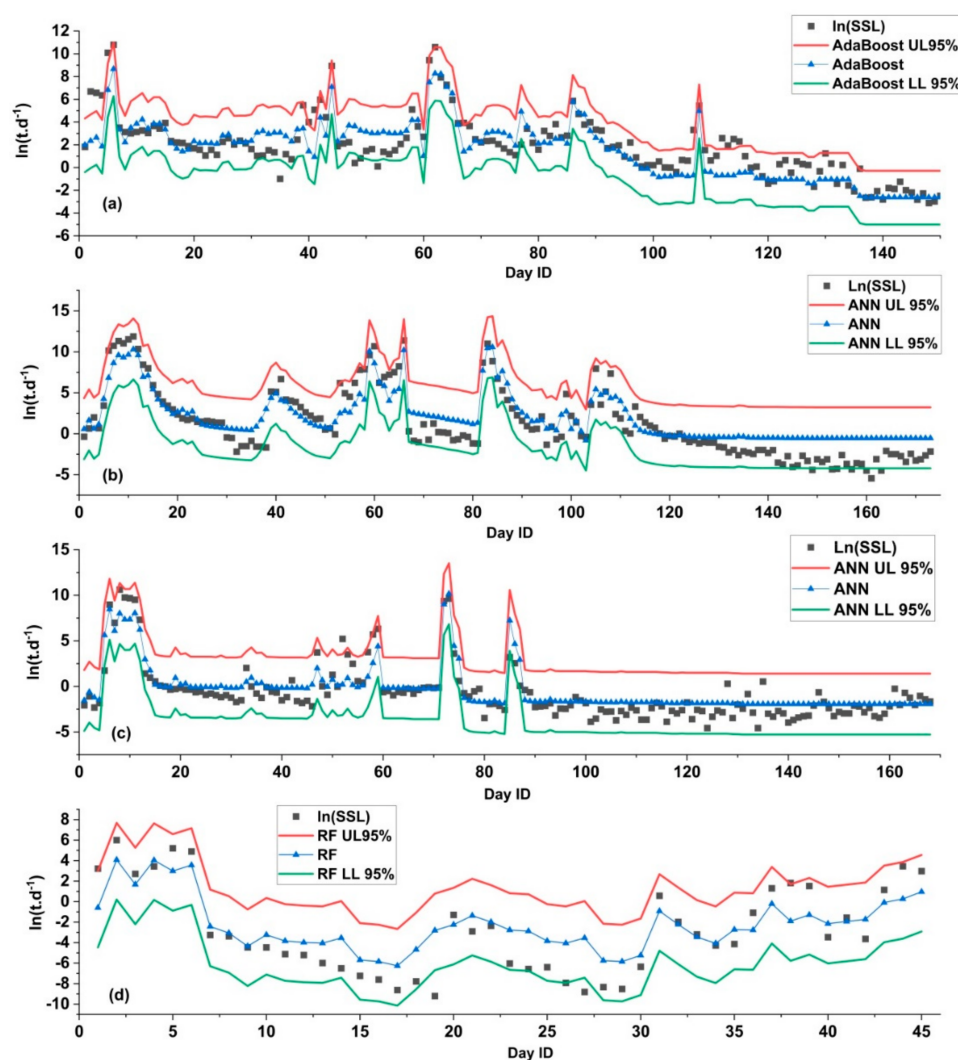 12
10
8
6
4
2
0
-2
-4
-6
ln(t.d⁻¹)
ln(SSL)
AdaBoost UL95%
AdaBoost
AdaBoost LL 95%
(a)
0 20 40 60 80 100 120 140
Day ID
15
10
5
0
-5
ln(t.d⁻¹)
Ln(SSL)
ANN UL 95%
ANN
ANN LL 95%
(b)
0 20 40 60 80 100 120 140 160
Day ID
15
10
5
0
-5
ln(t.d⁻¹)
Ln(SSL)
ANN UL 95%
ANN
ANN LL 95%
(c)
0 20 40 60 80 100 120 140 160
Day ID
8
6
4
2
0
-2
-4
-6
-8
-10
ln(t.d⁻¹)
ln(SSL)
RF UL95%
RF
RF LL 95%
(d)
0 5 10 15 20 25 30 35 40 45
Day ID